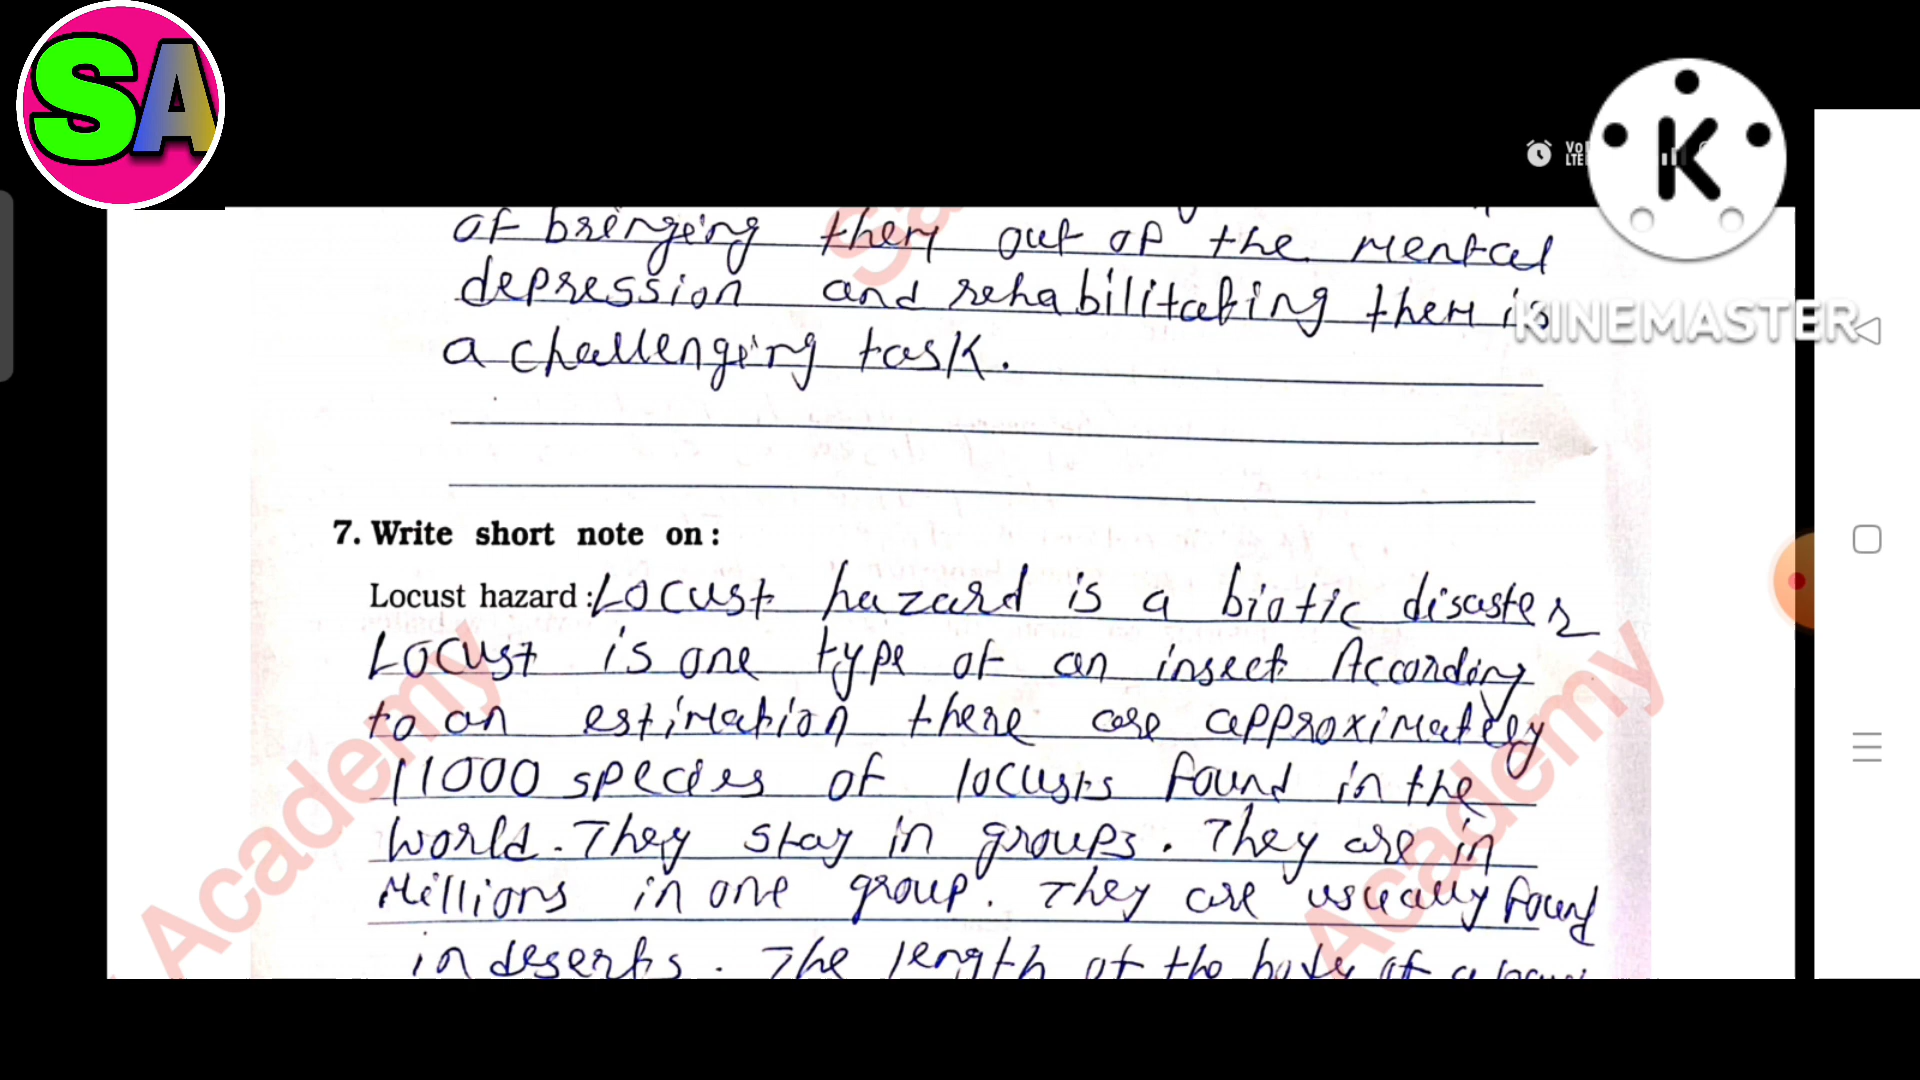 SA
Vo
LTE
K
KINEMASTER
of bringing them out of the mental
depression and rehabilitating them is
a challenging task.
7. Write short note on :
Locust hazard : Locust hazard is a biotic disaster
Locust is one type of an insect. According
to an estimation there are approximately
11000 species of locusts found in the
world. They stay in groups. They are in
Millions in one group. They are usually found
in deserts. The length of the body of a
Academy
Academy
Sa